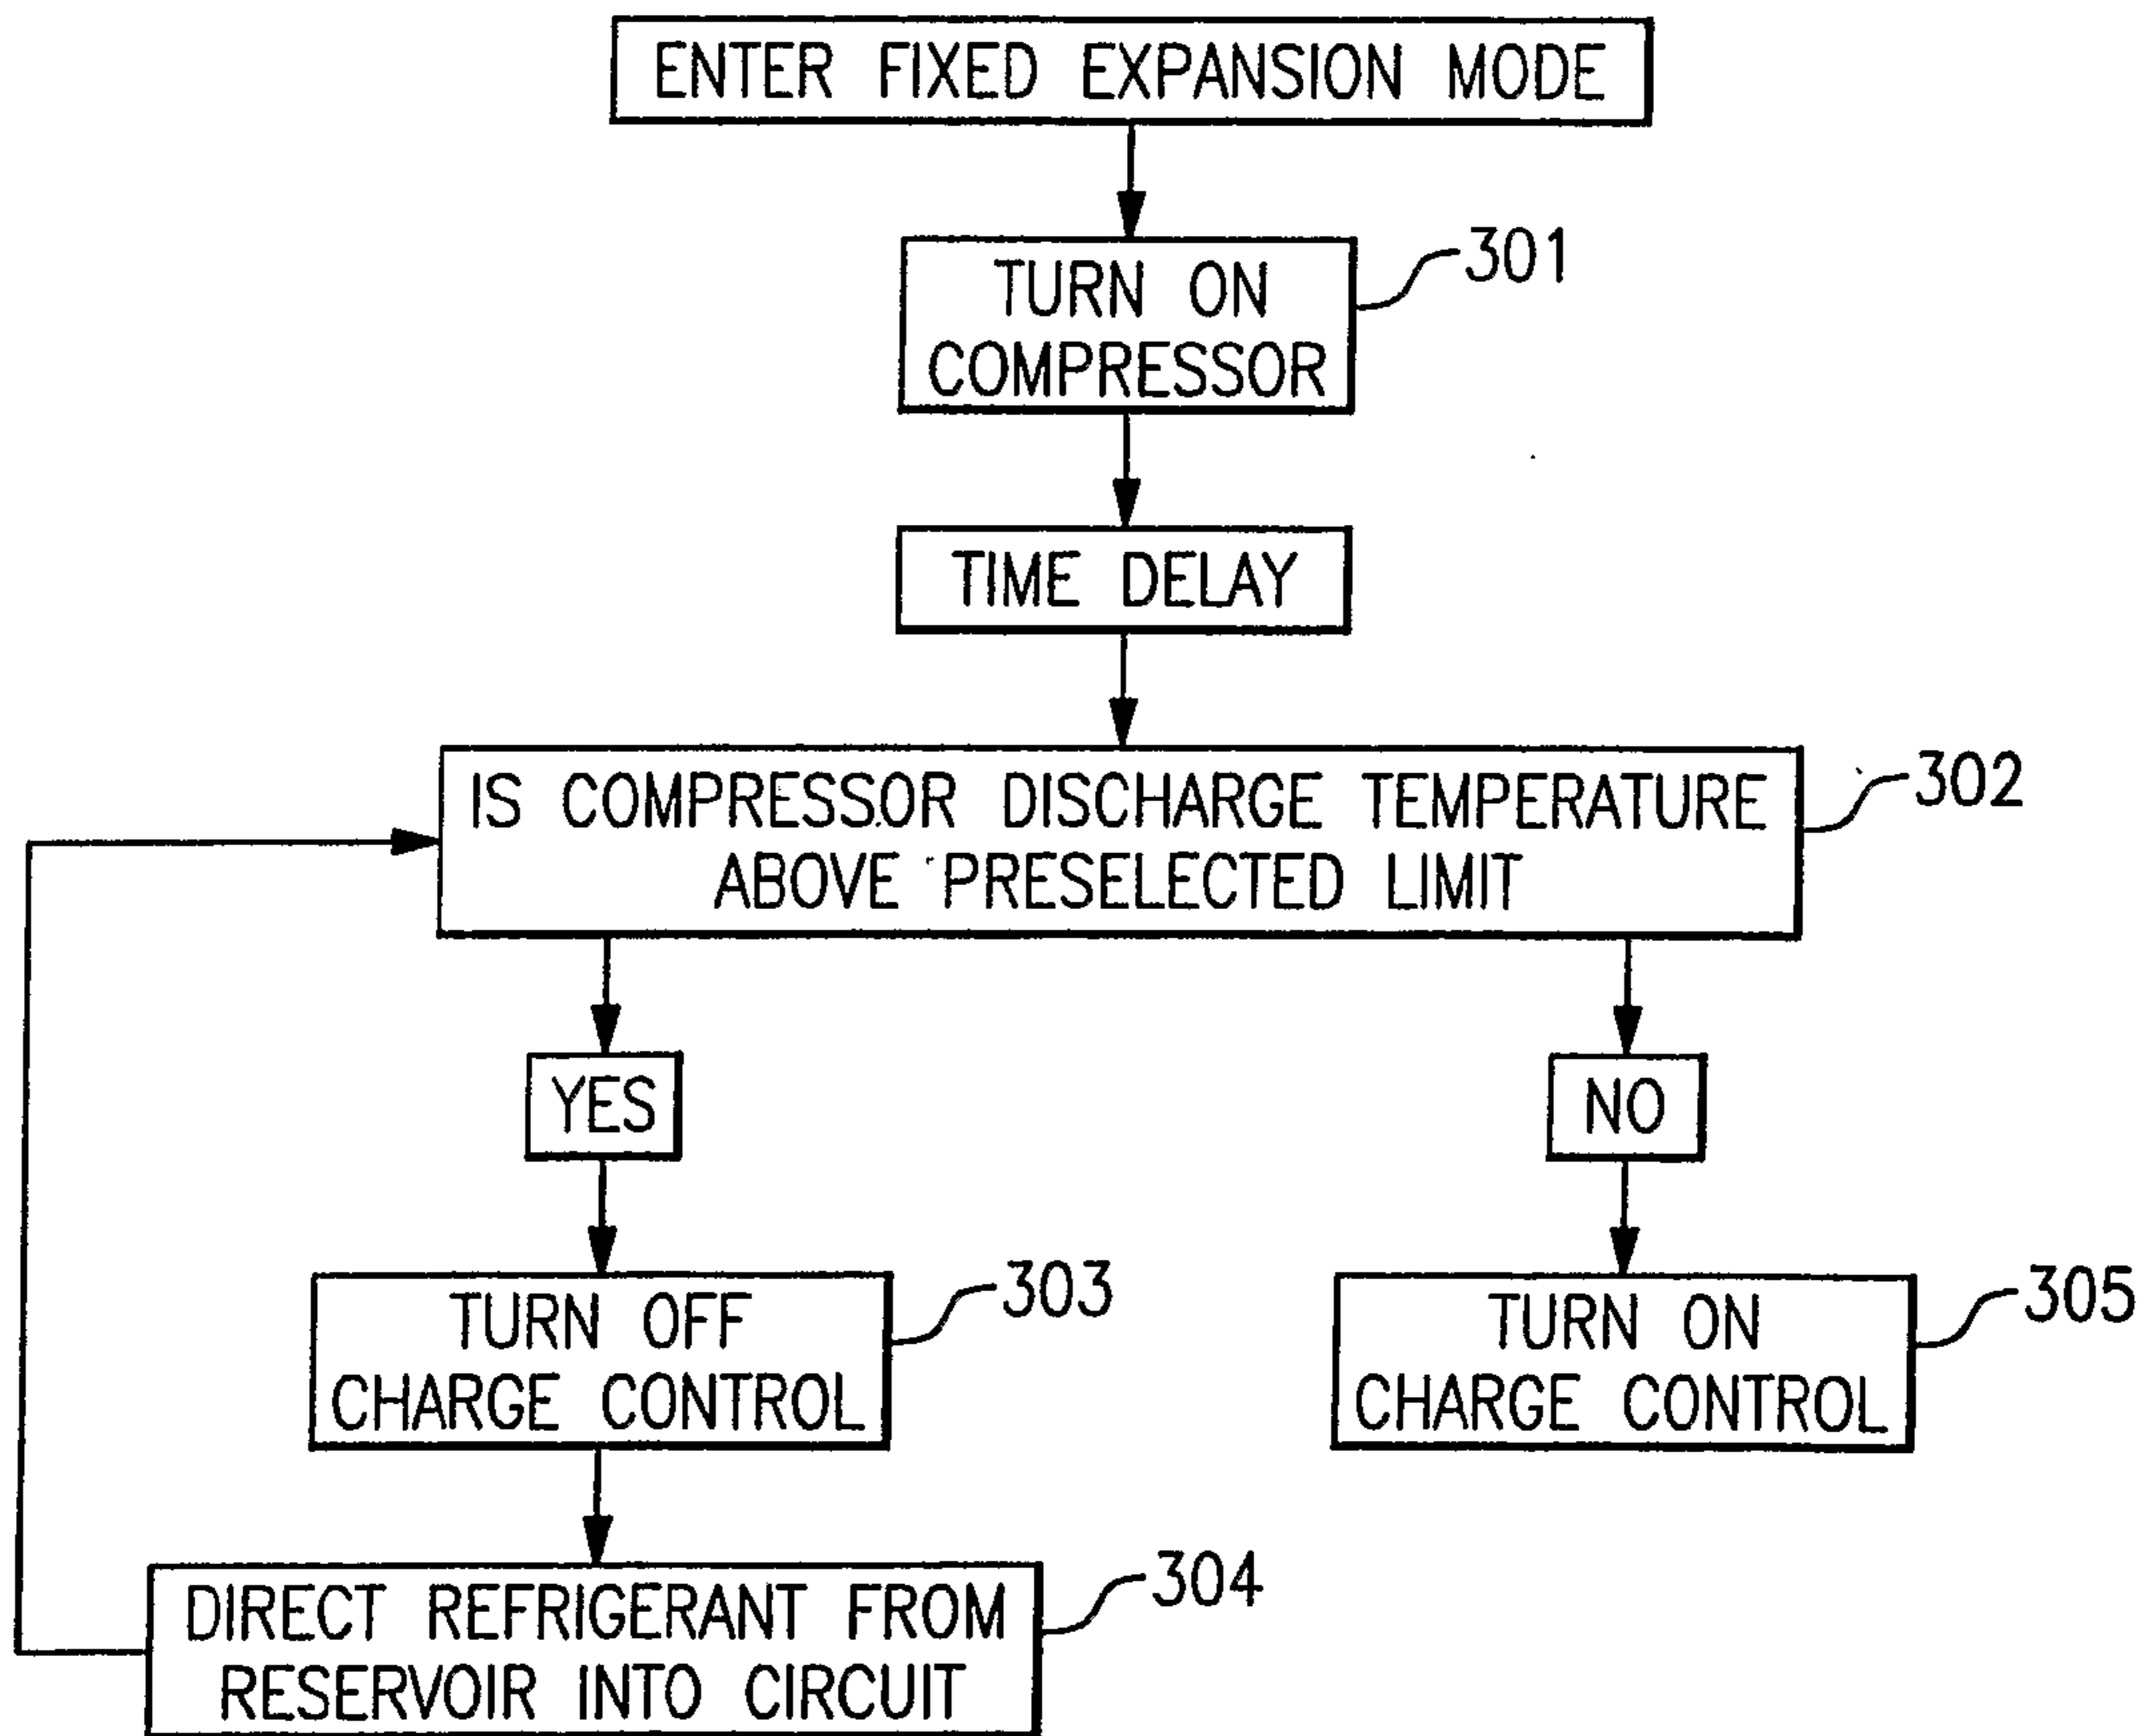 ENTER FIXED EXPANSION MODE
TURN ON
COMPRESSOR
301
TIME DELAY
IS COMPRESSOR DISCHARGE TEMPERATURE
ABOVE PRESELECTED LIMIT
302
YES
NO
TURN OFF
CHARGE CONTROL
303
TURN ON
CHARGE CONTROL
305
DIRECT REFRIGERANT FROM
RESERVOIR INTO CIRCUIT
304